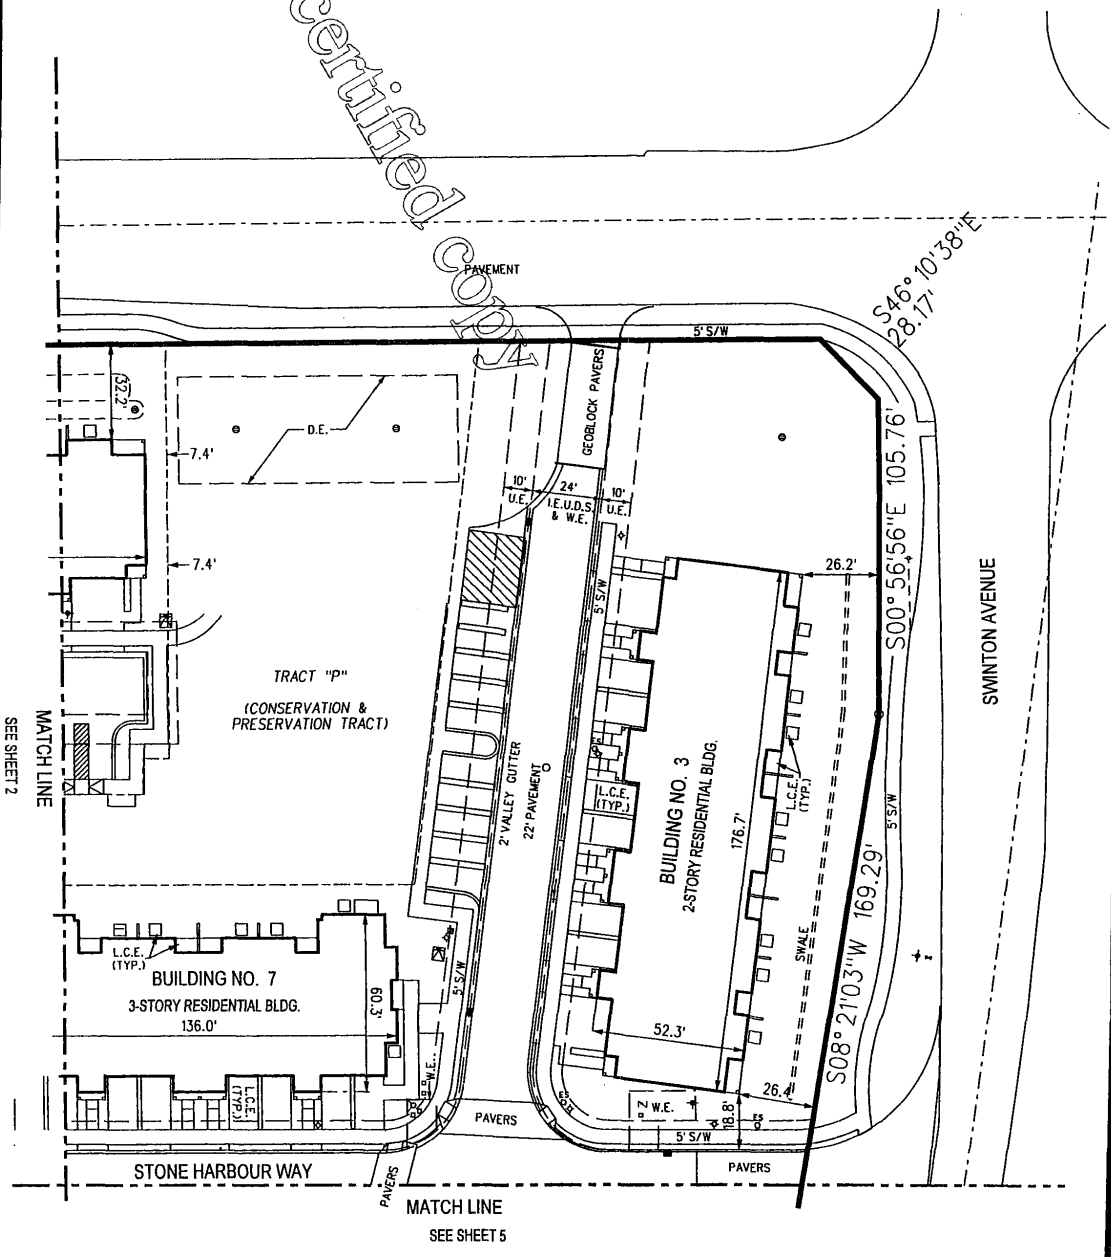 certified copy
PAVEMENT
S46° 10'38"E
28.17'
5' S/W
32.2'
D.E.
7.4'
7.4'
GEOBLOCK PAVERS
10'
U.E.
24'
I.E.U.D.S.
& W.E.
10'
U.E.
5' S/W
S00° 56'56"E 105.76'
26.2'
SWINTON AVENUE
TRACT "P"
(CONSERVATION &
PRESERVATION TRACT)
MATCH LINE
SEE SHEET 2
2' VALLEY GUTTER
22' PAVEMENT
ES
L.C.E.
(TYP.)
BUILDING NO. 3
2-STORY RESIDENTIAL BLDG.
176.7'
L.C.E.
(TYP.)
5' S/W
SWALE
S08° 21'03"W 169.29'
L.C.E.
(TYP.)
BUILDING NO. 7
3-STORY RESIDENTIAL BLDG.
136.0'
60.3'
5' S/W
52.3'
26.4'
W.E.
L.C.E.
(TYP.)
ES
W.E.
18.8'
ES
PAVERS
5' S/W
PAVERS
STONE HARBOUR WAY
PAVERS
MATCH LINE
SEE SHEET 5